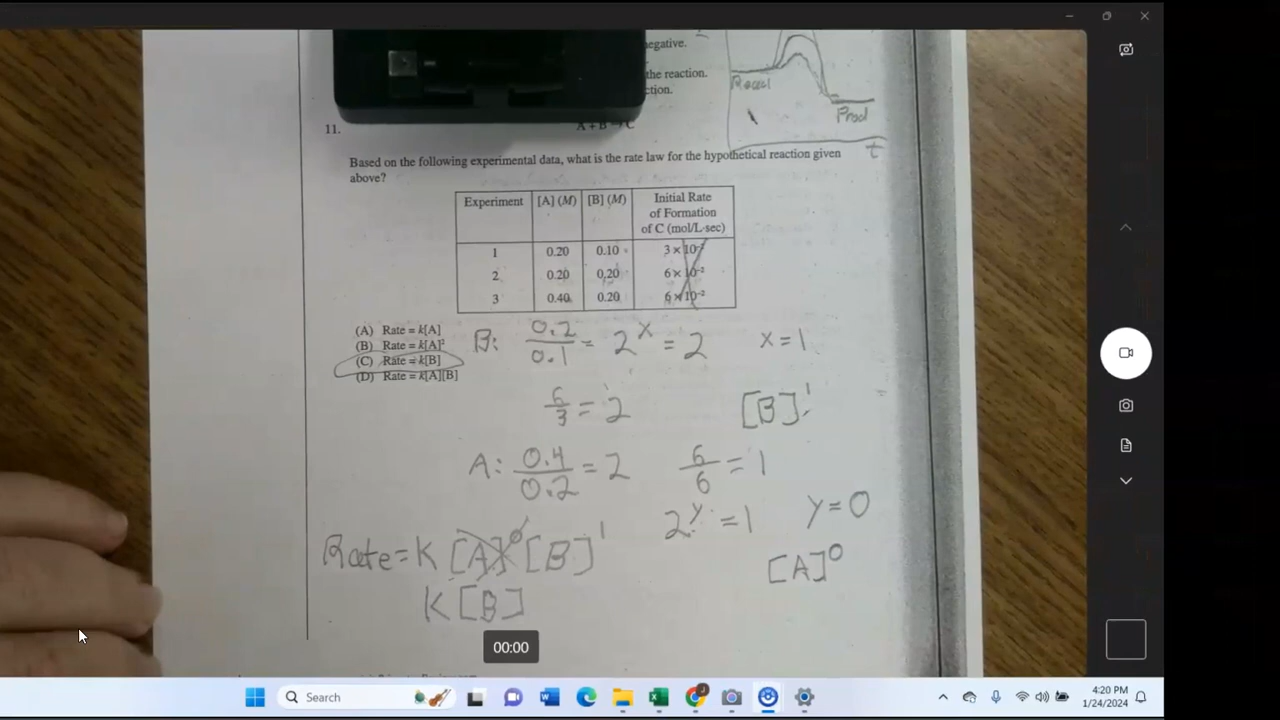 egative.
the reaction.
ction.
React
Prod
t
11.
A + B → C
Based on the following experimental data, what is the rate law for the hypothetical reaction given
above?
Experiment [A] (M) [B] (M) Initial Rate
of Formation
of C (mol/L·sec)
1 0.20 0.10 3 × 10
2 0.20 0.20 6 × 10-2
3 0.40 0.20 6 × 10-2
(A) Rate = k[A]
(B) Rate = k[A]²
(C) Rate = k[B]
(D) Rate = k[A][B]
B: 0.2/0.1 = 2^x = 2 x = 1
6/3 = 2 [B]^1
A: 0.4/0.2 = 2 6/6 = 1
2^y = 1 y = 0
Rate = K [A]^0 [B]^1 [A]^0
K [B]
00:00
Search
4:20 PM
1/24/2024